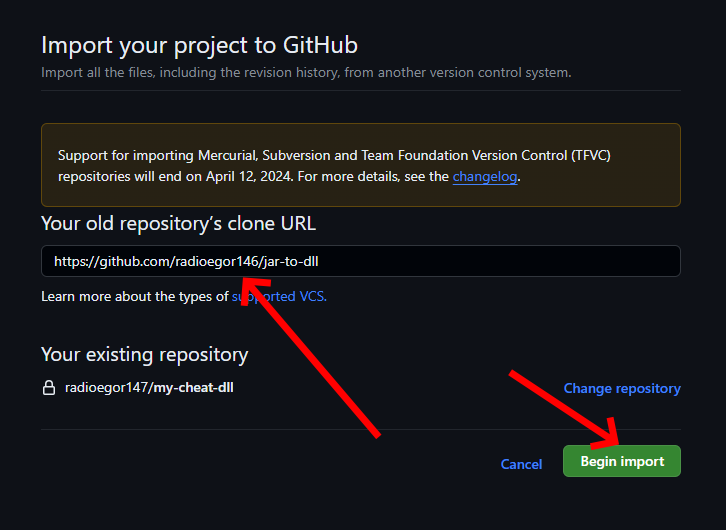 Import your project to GitHub
Import all the files, including the revision history, from another version control system.
Support for importing Mercurial, Subversion and Team Foundation Version Control (TFVC)
repositories will end on April 12, 2024. For more details, see the changelog.
Your old repository's clone URL
https://github.com/radioegor146/jar-to-dll
Learn more about the types of supported VCS.
Your existing repository
radioegor147/my-cheat-dll
Change repository
Cancel
Begin import